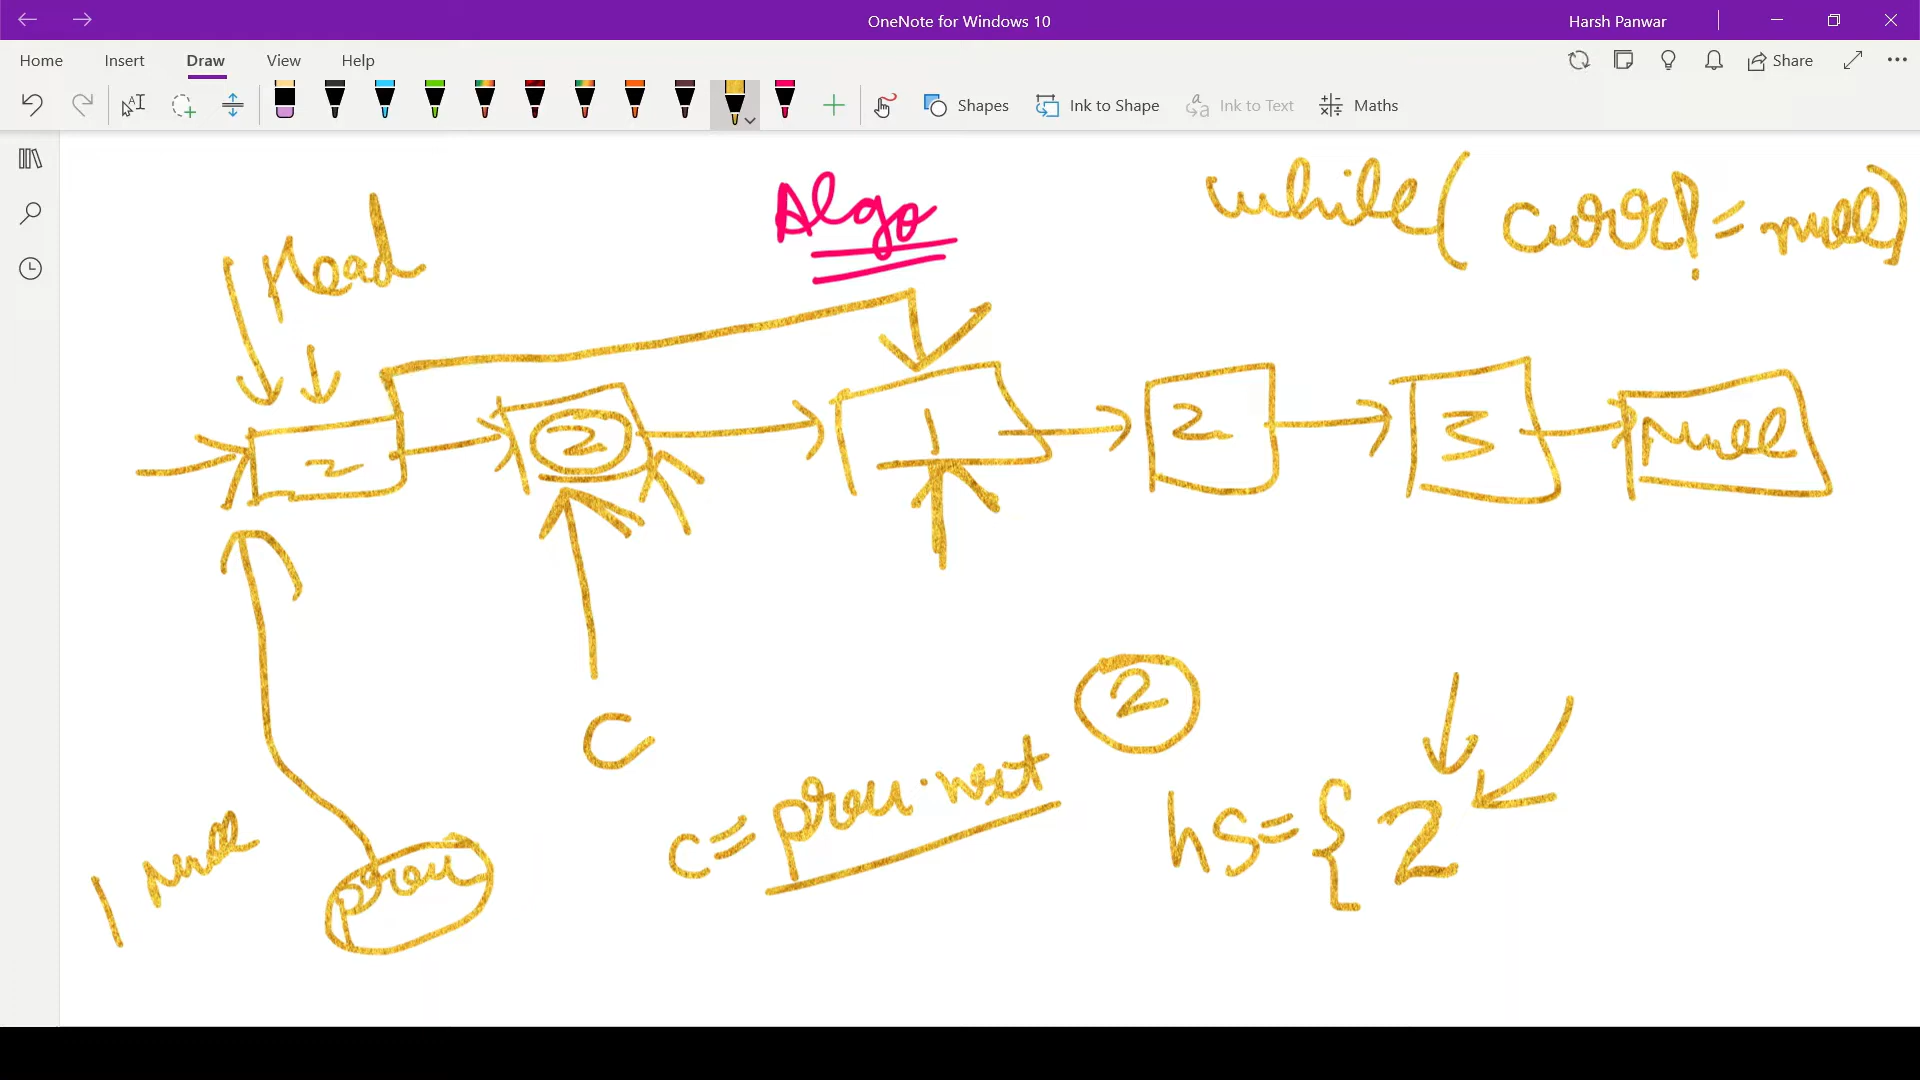 OneNote for Windows 10
Harsh Panwar
Home Insert Draw View Help
Share
Shapes Ink to Shape Ink to Text Maths
Algo
while( curr! = null)
Head
2 2 1 2 3 Null
2
C
c= prev.next
hs= { 2
null
prev